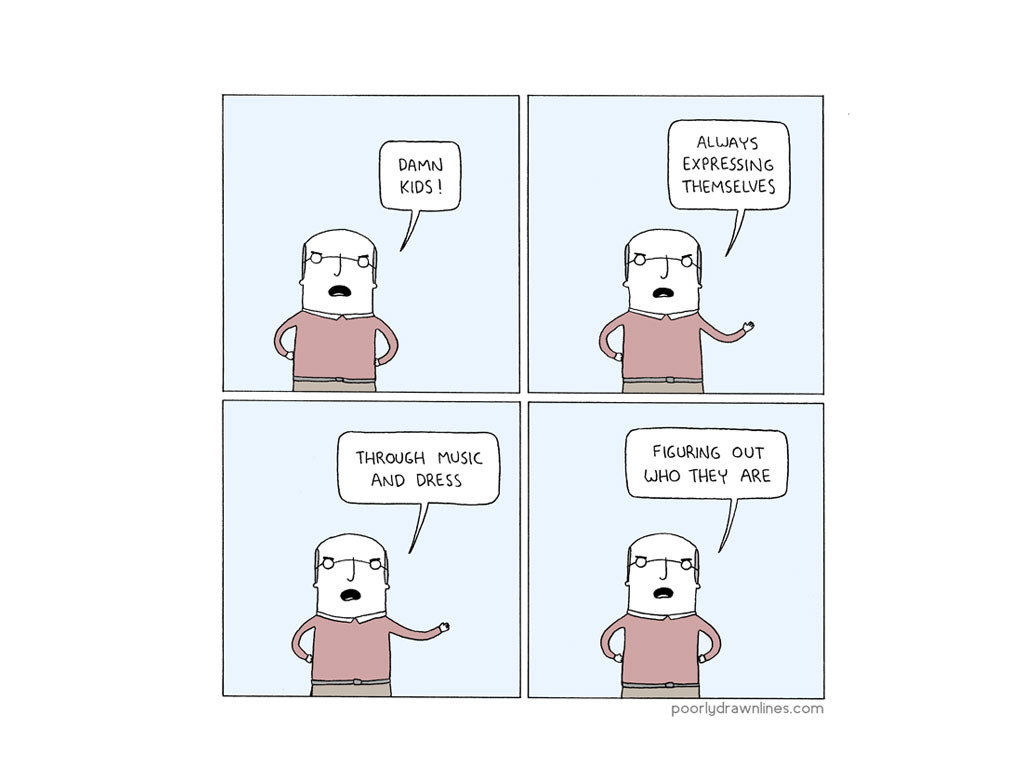 DAMN
KIDS!
ALWAYS
EXPRESSING
THEMSELVES
THROUGH MUSIC
AND DRESS
FIGURING OUT
WHO THEY ARE
poorlydrawnlines.com